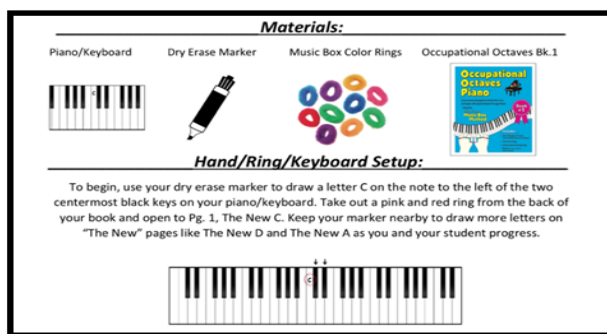 Materials:
Piano/Keyboard Dry Erase Marker Music Box Color Rings Occupational Octaves Bk.1
C
Occupational
Octaves
Piano
Music Box
Method
Hand/Ring/Keyboard Setup:
To begin, use your dry erase marker to draw a letter C on the note to the left of the two
centermost black keys on your piano/keyboard. Take out a pink and red ring from the back of
your book and open to Pg. 1, The New C. Keep your marker nearby to draw more letters on
“The New” pages like The New D and The New A as you and your student progress.
C